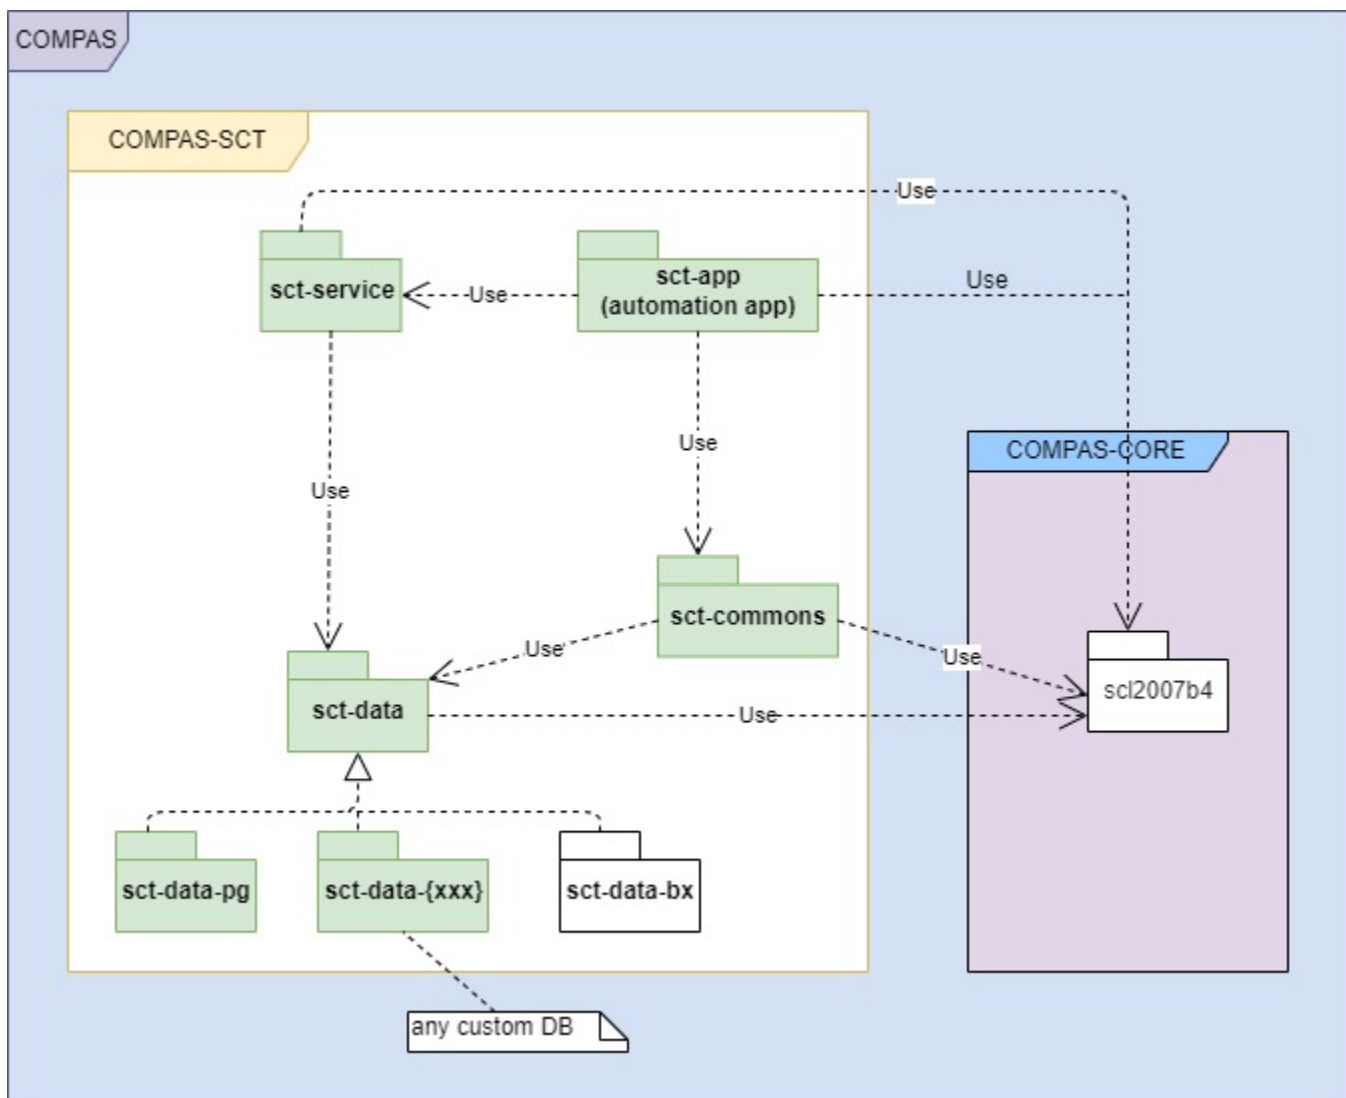 COMPAS
COMPAS-SCT
Use
sct-service
Use
sct-app
(automation app)
Use
Use
COMPAS-CORE
Use
sct-commons
Use
Use
scl2007b4
sct-data
Use
sct-data-pg
sct-data-{xxx}
sct-data-bx
any custom DB